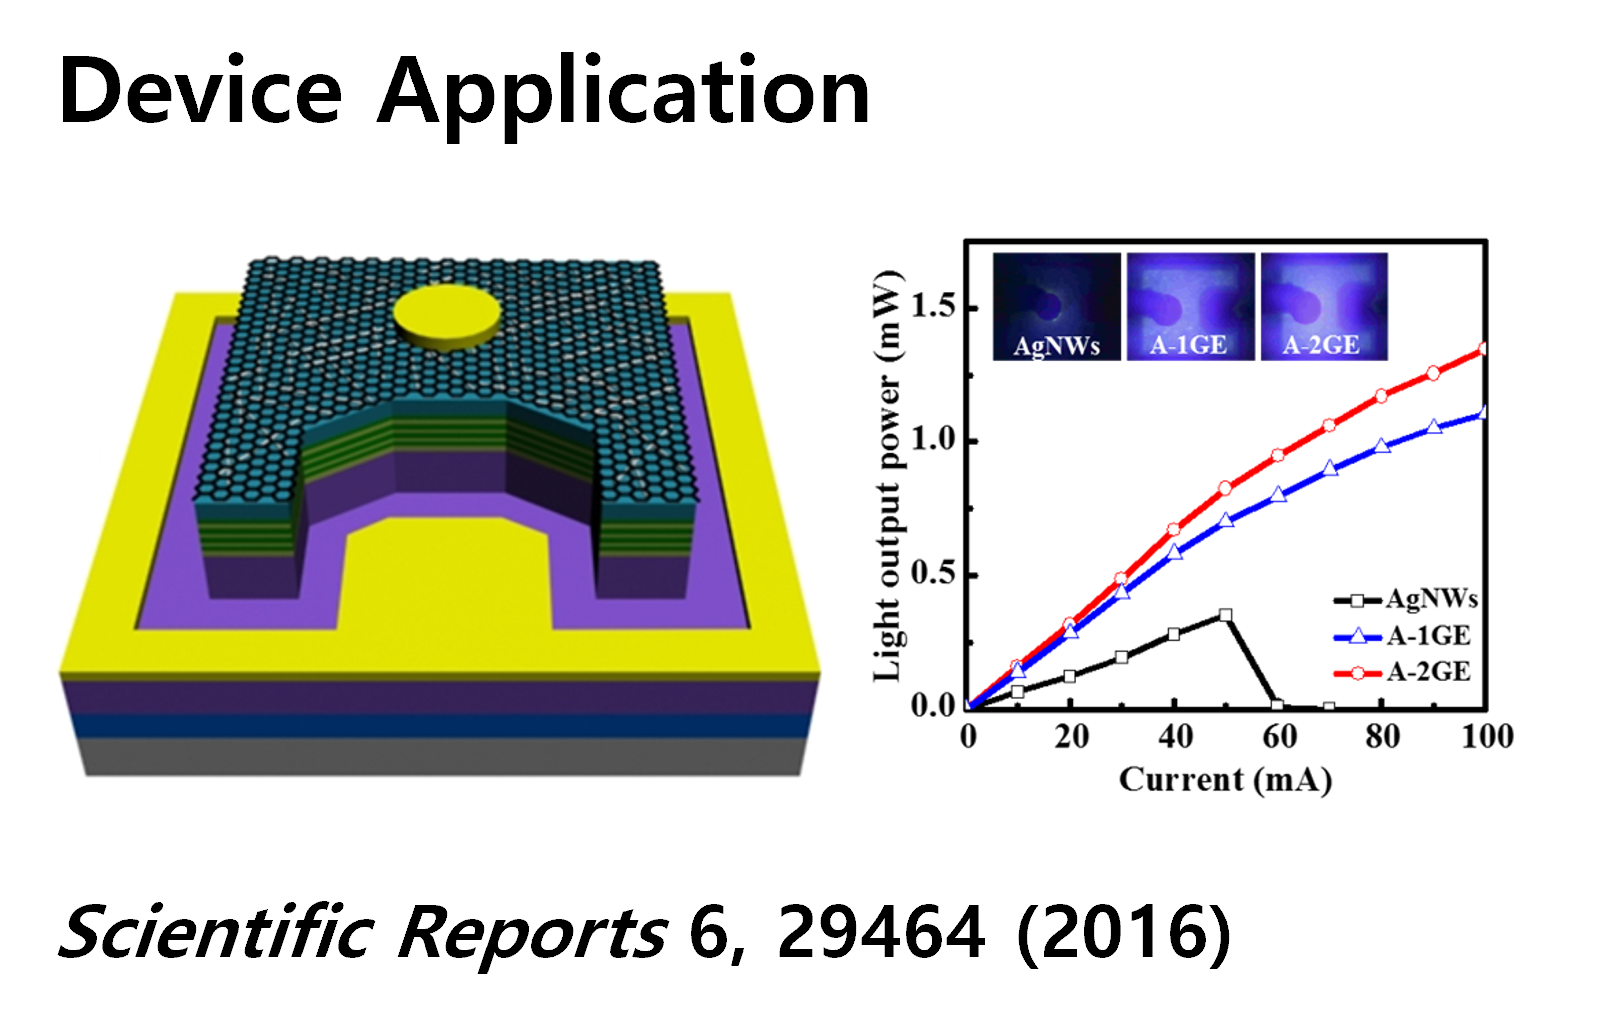 Device Application
Light output power (mW)
1.5
1.0
0.5
0.0
AgNWs
A-1GE
A-2GE
AgNWs
A-1GE
A-2GE
0
20
40
60
80
100
Current (mA)
Scientific Reports 6, 29464 (2016)